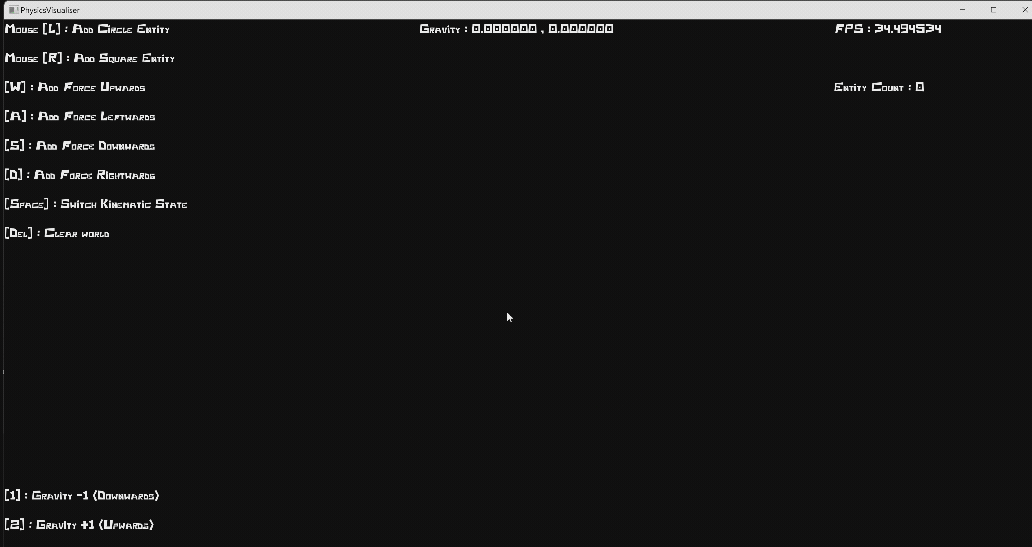 PhysicsVisualiser
Mouse [L] : Add Circle Entity
Gravity : 0.000000 , 0.000000
FPS : 34.494534
Mouse [R] : Add Square Entity
[W] : Add Force Upwards
Entity Count : 0
[A] : Add Force Leftwards
[S] : Add Force Downwards
[D] : Add Force Rightwards
[Space] : Switch Kinematic State
[Del] : Clear world
[1] : Gravity -1 (Downwards)
[2] : Gravity +1 (Upwards)